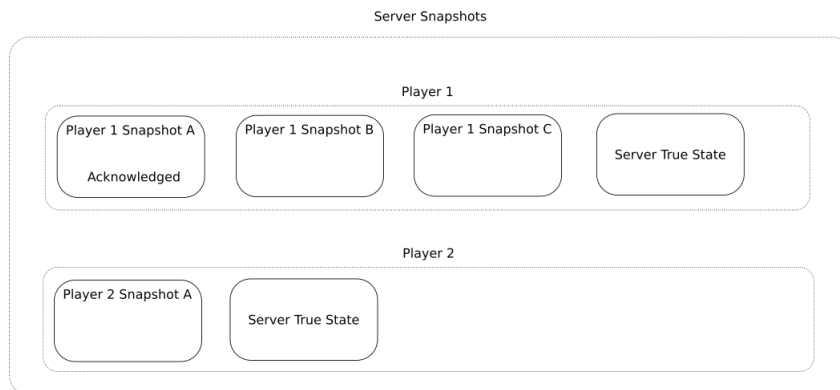 Server Snapshots
Player 1
Player 1 Snapshot A
Acknowledged
Player 1 Snapshot B
Player 1 Snapshot C
Server True State
Player 2
Player 2 Snapshot A
Server True State